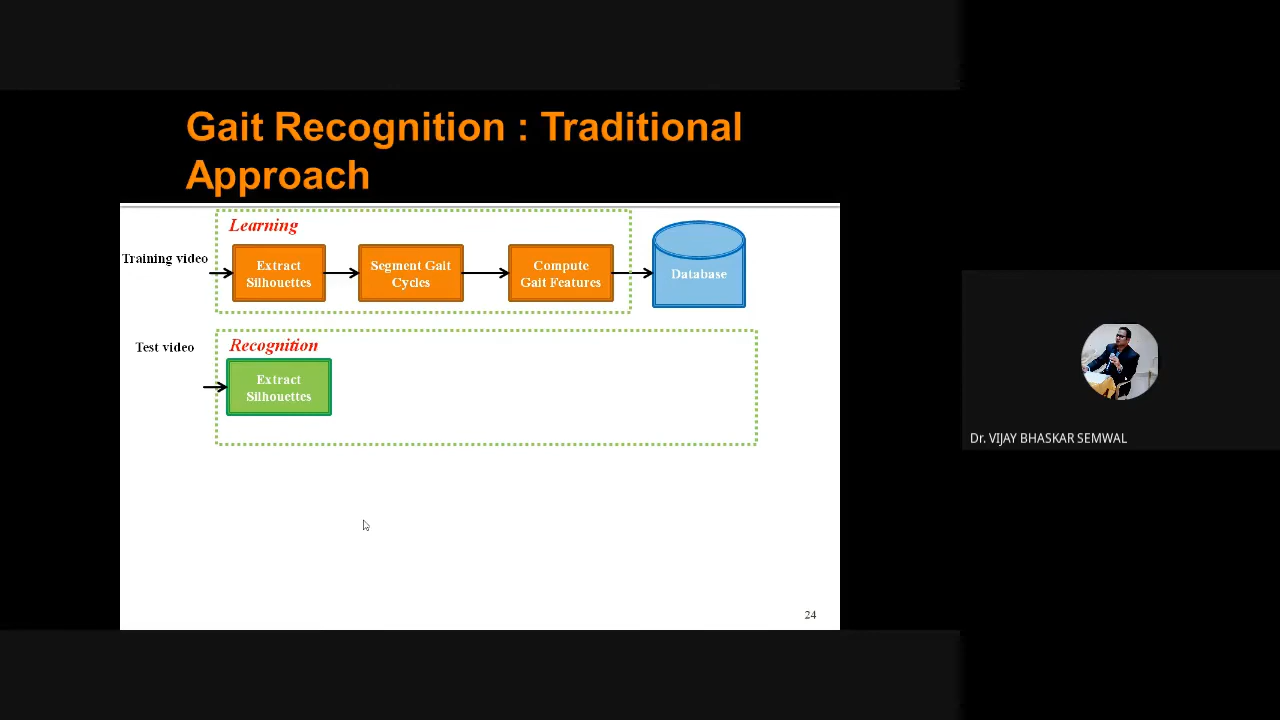 Gait Recognition : Traditional
Approach
Learning
Training video
Extract
Silhouettes
Segment Gait
Cycles
Compute
Gait Features
Database
Test video
Recognition
Extract
Silhouettes
Dr. VIJAY BHASKAR SEMWAL
24